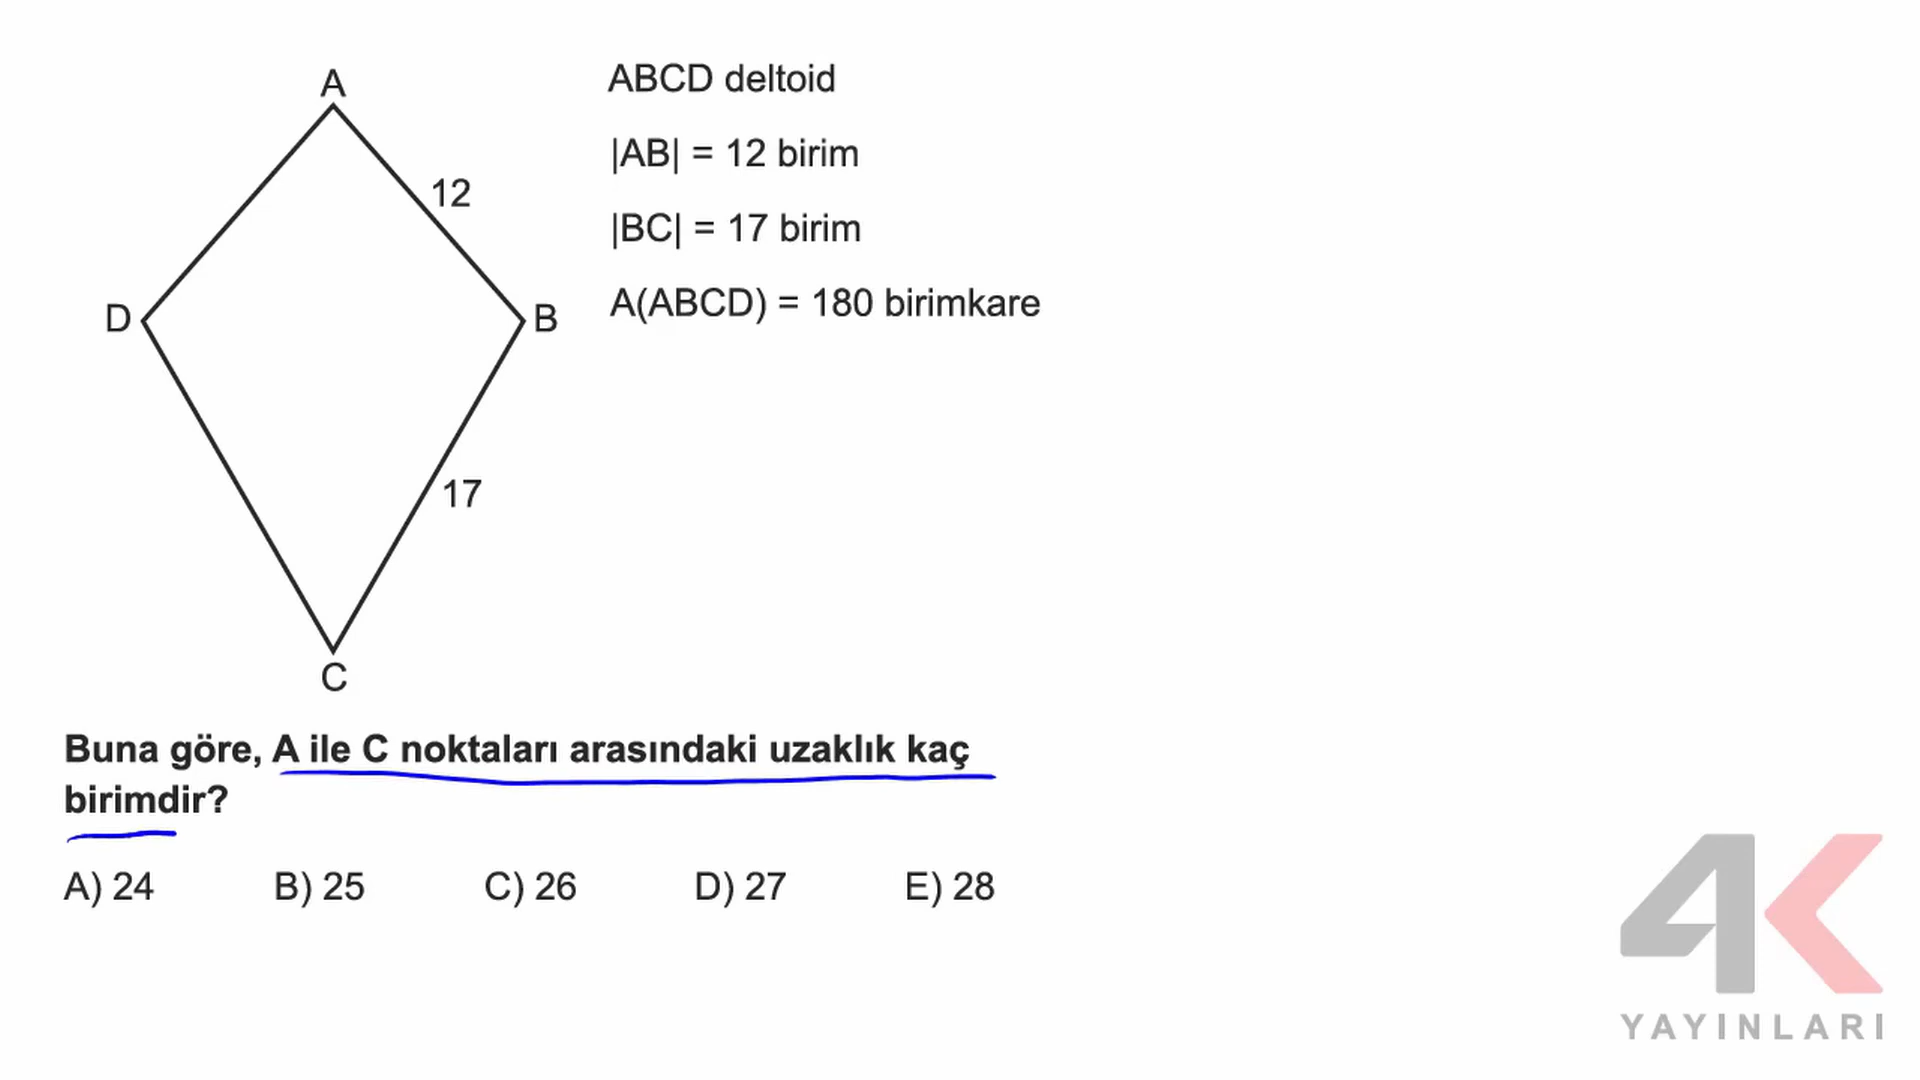 A
12
D
B
17
C
ABCD deltoid
|AB| = 12 birim
|BC| = 17 birim
A(ABCD) = 180 birimkare
Buna göre, A ile C noktaları arasındaki uzaklık kaç
birimdir?
A) 24 B) 25 C) 26 D) 27 E) 28
4K
YAYINLARI